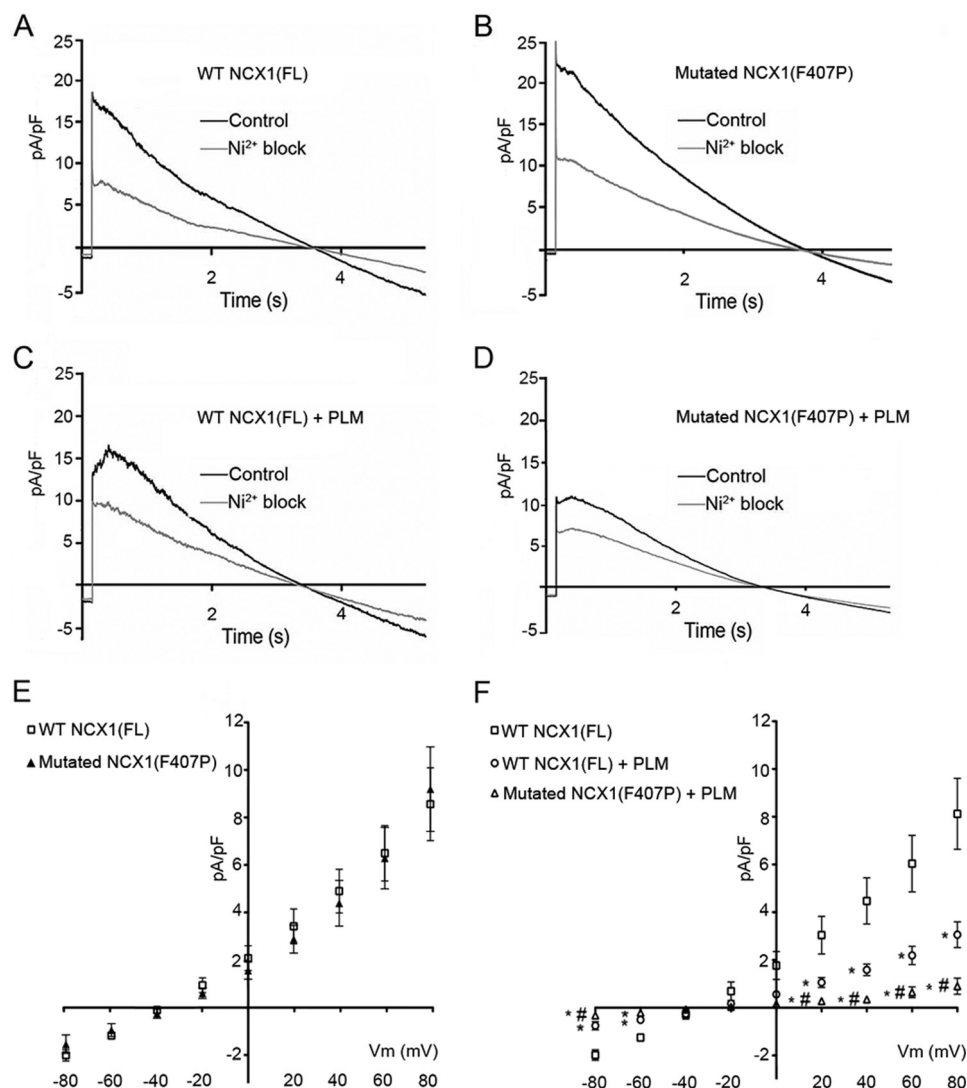 A
25
20
15
10
5
-5
pA/pF
WT NCX1(FL)
Control
Ni²⁺ block
2
4
Time (s)
B
25
20
15
10
5
-5
pA/pF
Mutated NCX1(F407P)
Control
Ni²⁺ block
2
4
Time (s)
C
25
20
15
10
5
-5
pA/pF
WT NCX1(FL) + PLM
Control
Ni²⁺ block
2
4
Time (s)
D
25
20
15
10
5
-5
pA/pF
Mutated NCX1(F407P) + PLM
Control
Ni²⁺ block
2
4
Time (s)
E
WT NCX1(FL)
Mutated NCX1(F407P)
12
10
8
6
4
2
-2
pA/pF
Vm (mV)
-80 -60 -40 -20 20 40 60 80
F
WT NCX1(FL)
WT NCX1(FL) + PLM
Mutated NCX1(F407P) + PLM
12
10
8
6
4
2
-2
pA/pF
*
*
*
* # * # * # * #
* # *
* *
Vm (mV)
-80 -60 -40 -20 20 40 60 80